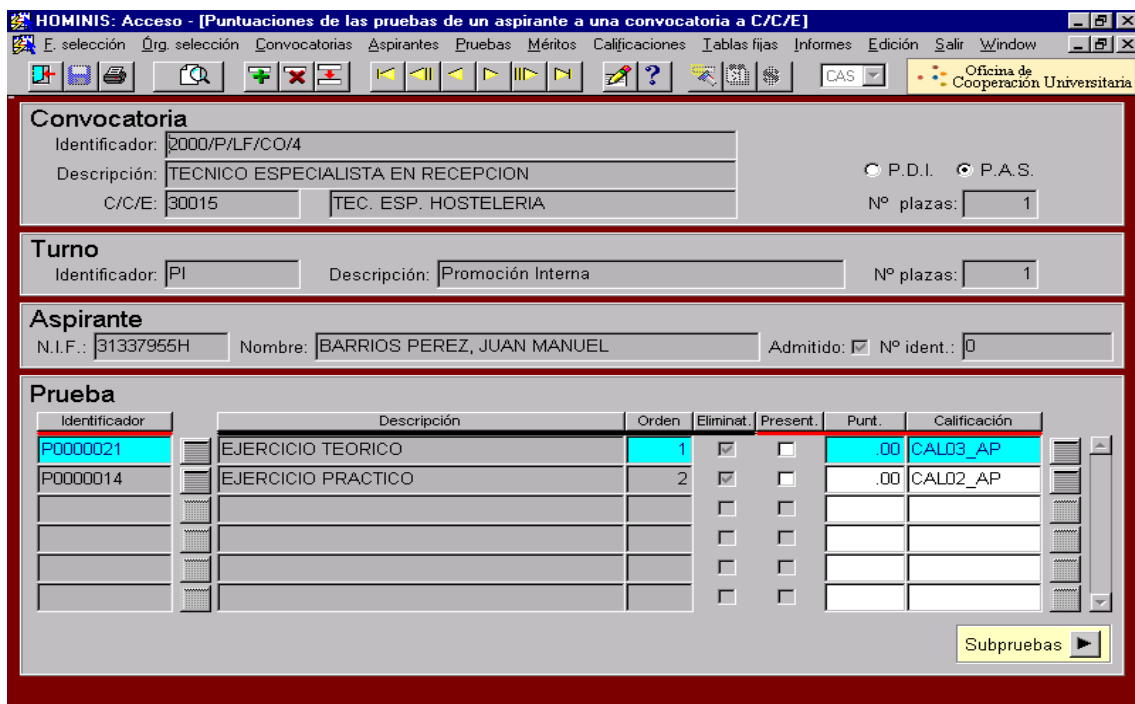 HOMINIS: Acceso - [Puntuaciones de las pruebas de un aspirante a una convocatoria a C/C/E]
F. selección Órg. selección Convocatorias Aspirantes Pruebas Méritos Calificaciones Tablas fijas Informes Edición Salir Window
CAS Oficina de
Cooperación Universitaria
Convocatoria
Identificador: 2000/P/LF/CO/4
Descripción: TECNICO ESPECIALISTA EN RECEPCION P.D.I. P.A.S.
C/C/E: 30015 TEC. ESP. HOSTELERIA Nº plazas: 1
Turno
Identificador: PI Descripción: Promoción Interna Nº plazas: 1
Aspirante
N.I.F.: 31337955H Nombre: BARRIOS PEREZ, JUAN MANUEL Admitido: Nº ident.: 0
Prueba
Identificador Descripción Orden Eliminat. Present. Punt. Calificación
P0000021 EJERCICIO TEORICO 1 .00 CAL03_AP
P0000014 EJERCICIO PRACTICO 2 .00 CAL02_AP
Subpruebas